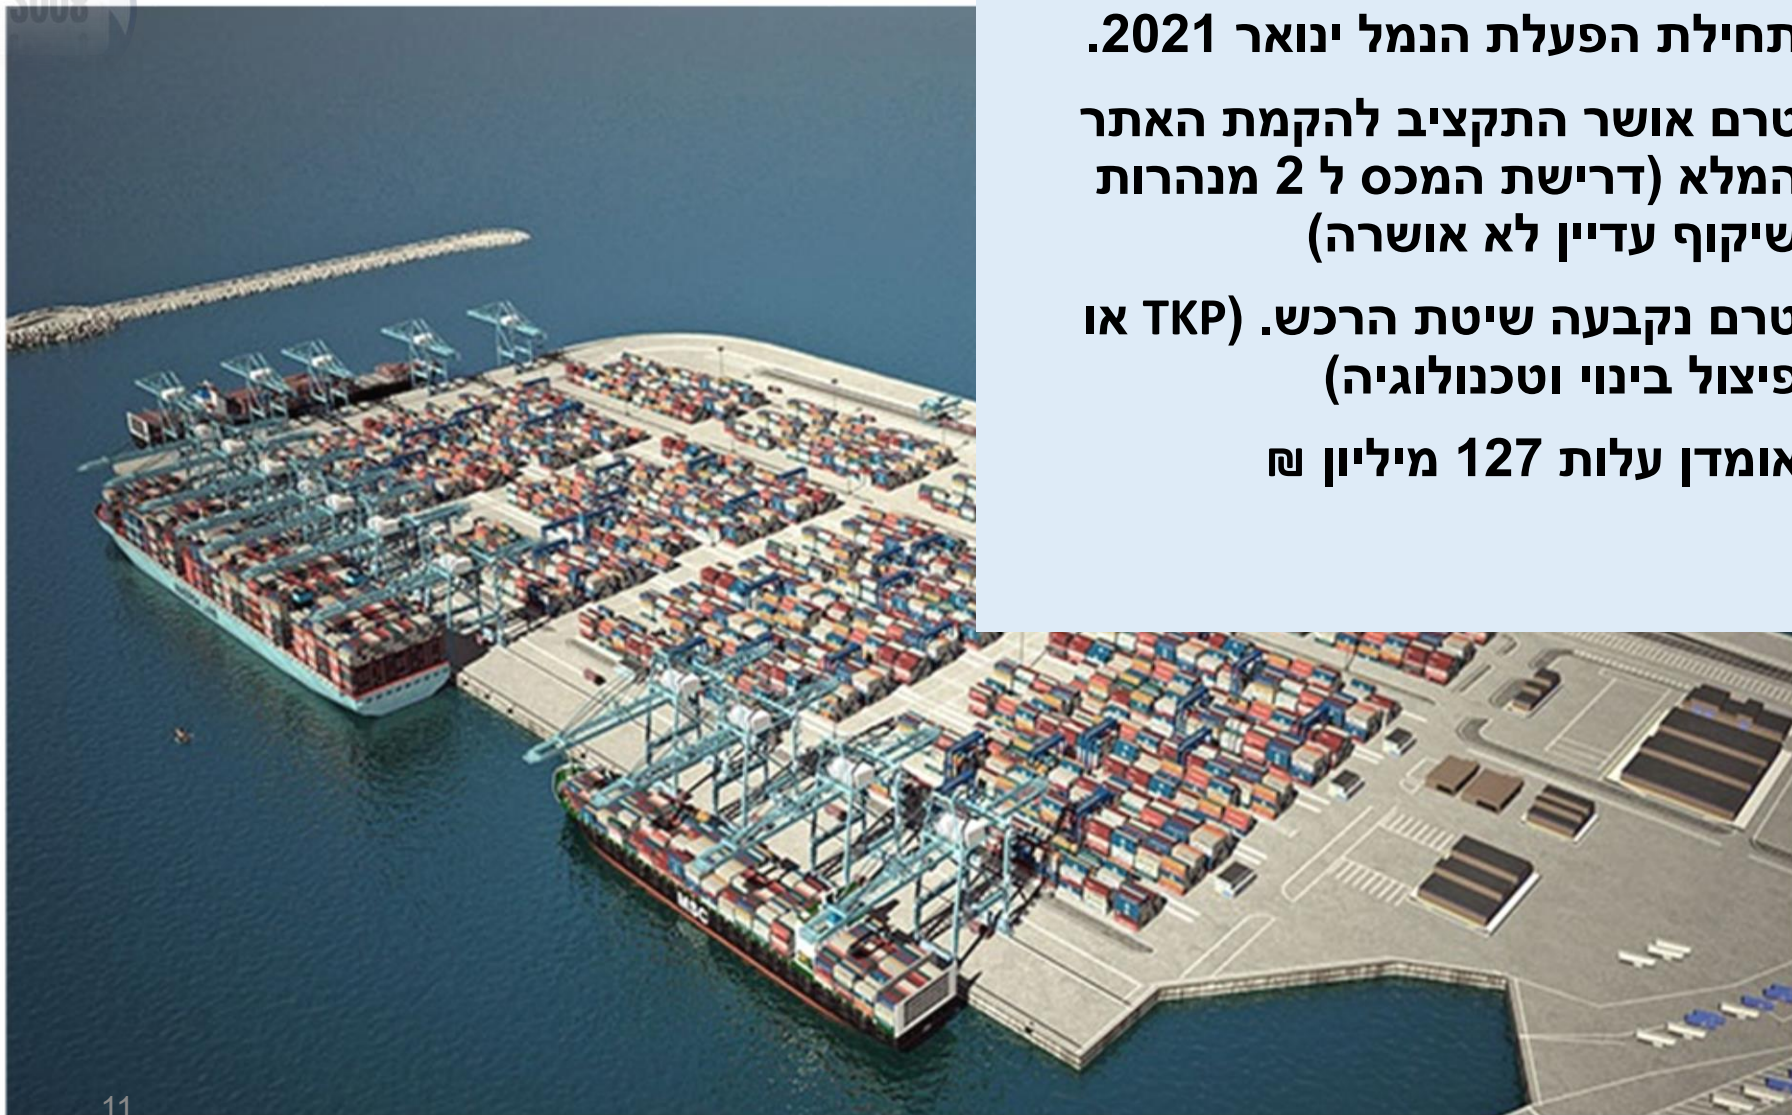 תחילת הפעלת הנמל ינואר 2021.
טרם אושר התקציב להקמת האתר
המלא (דרישת המכס ל 2 מנהרות
שיקוף עדיין לא אושרה)
טרם נקבעה שיטת הרכש. (TKP או
פיצול בינוי וטכנולוגיה)
אומדן עלות 127 מיליון ₪
MSC
11